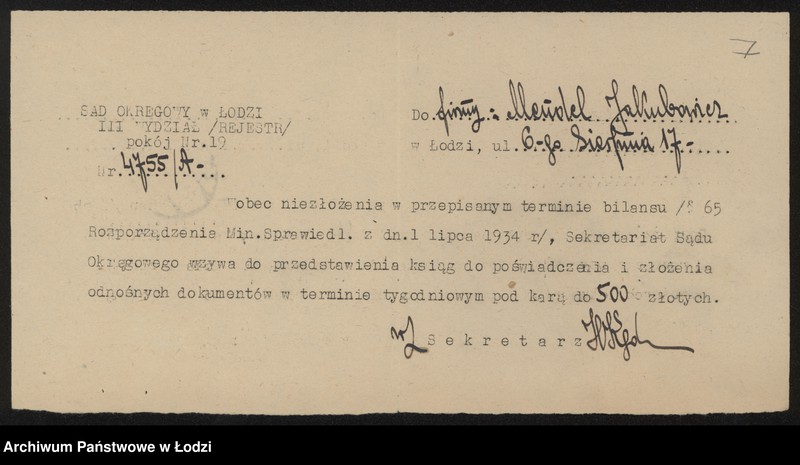 7
SAD OKRĘGOWY w ŁODZI
III WYDZIAŁ /REJESTR/
pokój Nr.19
Nr. 4755/A-
Do firmy: Mendel Jakubowicz
w Łodzi, ul. 6-go Sierpnia 17-
Wobec niezłożenia w przepisanym terminie bilansu /§ 65
Rozporządzenia Min.Sprawiedl. z dn.1 lipca 1934 r/, Sekretariat Sądu
Okręgowego wzywa do przedstawienia ksiąg do poświadczenia i złożenia
odnośnych dokumentów w terminie tygodniowym pod karą do 500 złotych.
Sekretarz
Archiwum Państwowe w Łodzi